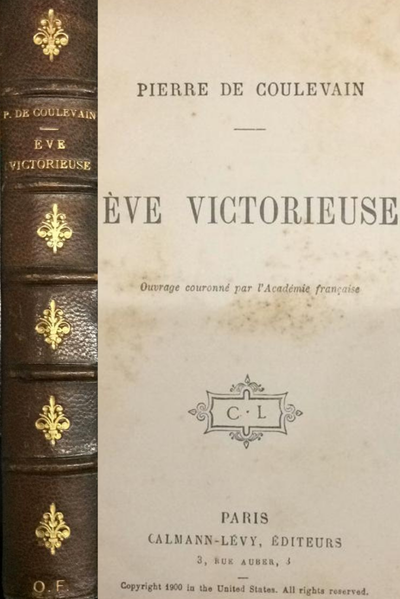 P. DE COULEVAIN
ÈVE
VICTORIEUSE
O. F.
PIERRE DE COULEVAIN
ÈVE VICTORIEUSE
Ouvrage couronné par l'Académie française
C·L
PARIS
CALMANN-LÉVY, ÉDITEURS
3, RUE AUBER, 3
Copyright 1900 in the United States. All rights reserved.